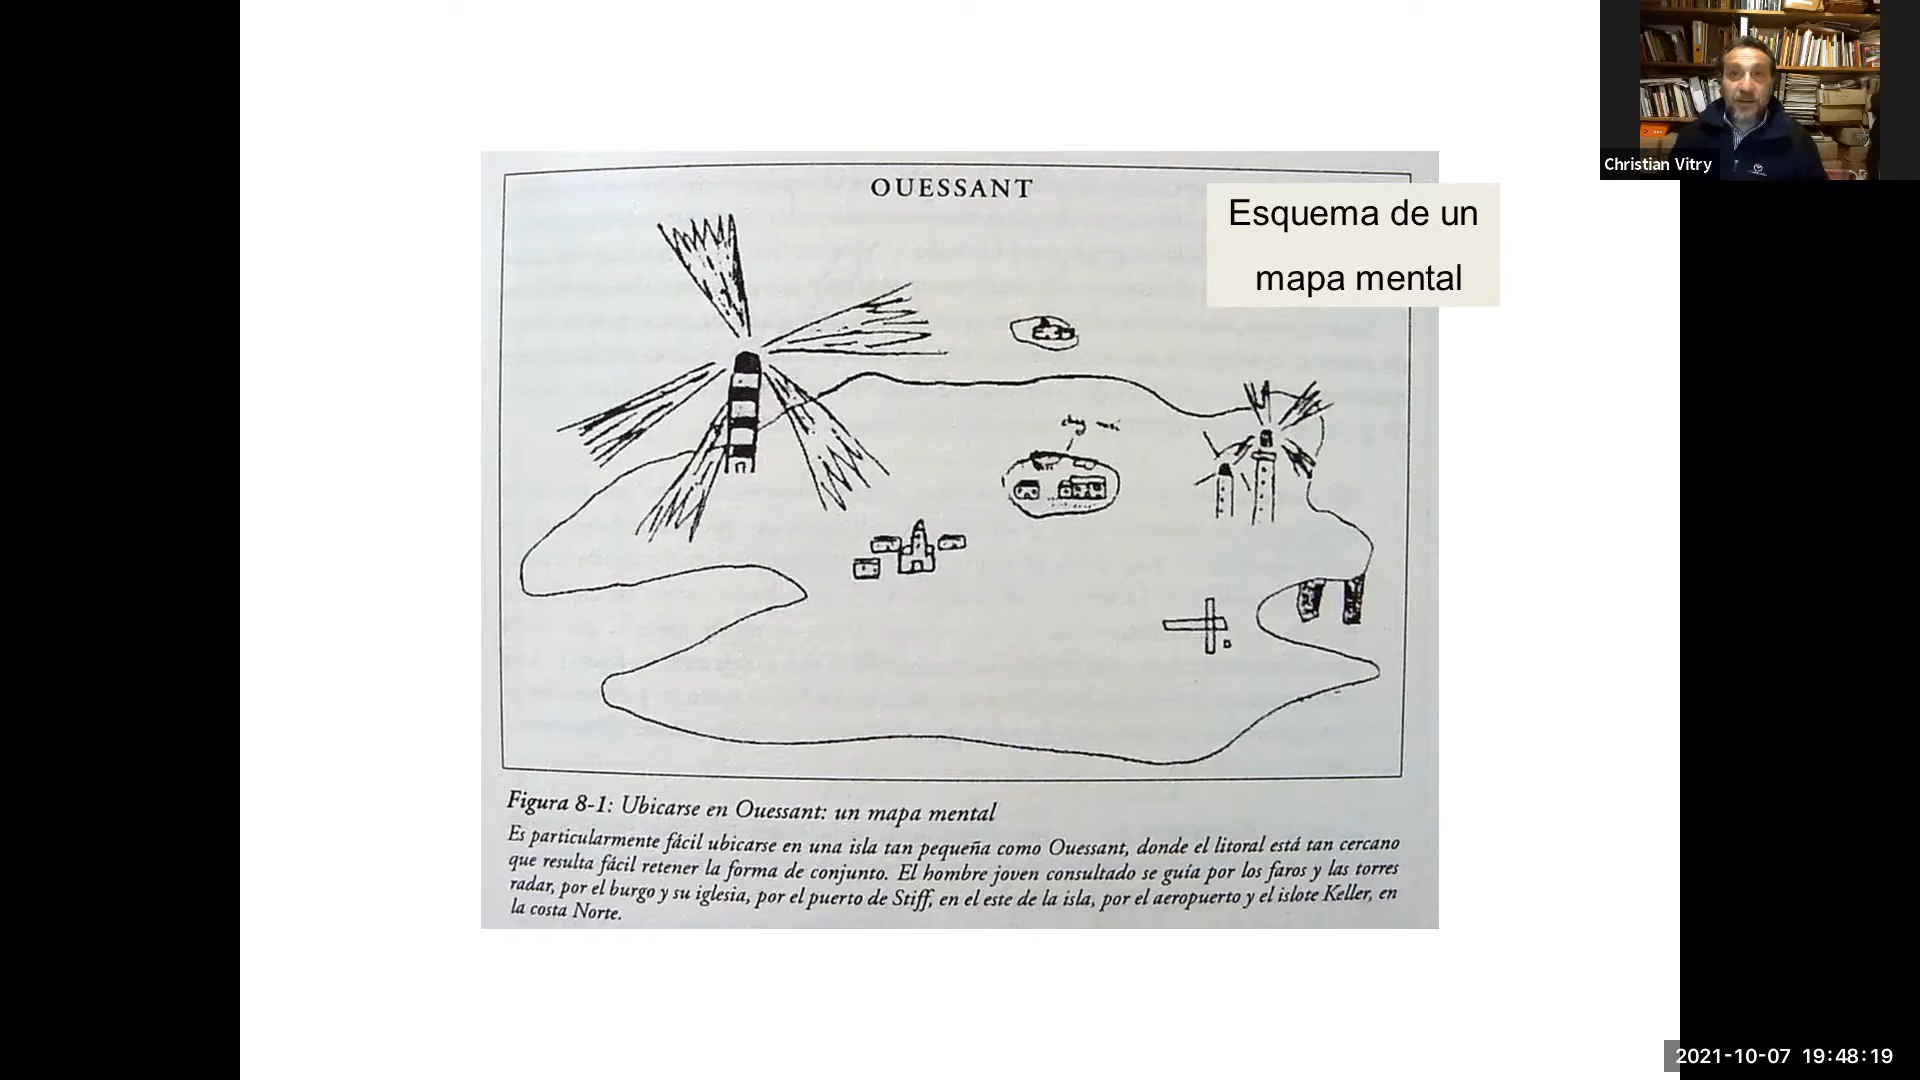 Christian Vitry
OUESSANT
Esquema de un
mapa mental
chez moi
Figura 8-1: Ubicarse en Ouessant: un mapa mental
Es particularmente fácil ubicarse en una isla tan pequeña como Ouessant, donde el litoral está tan cercano
que resulta fácil retener la forma de conjunto. El hombre joven consultado se guía por los faros y las torres
radar, por el burgo y su iglesia, por el puerto de Stiff, en el este de la isla, por el aeropuerto y el islote Keller, en
la costa Norte.
2021-10-07 19:48:19